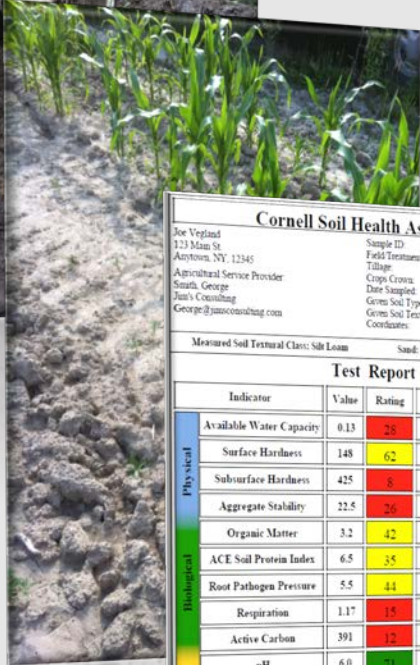 Cornell Soil Health
Joe Vegland
123 Main St
Anytown, NY, 12345
Agricultural Service Provider
Smith, George
Jim's Consulting
George@jimsconsulting.com
Sample ID
Field/Treatment
Tillage
Crops Grown
Date Sampled
Given Soil
Given Soil
Coordinates:
Measured Soil Textural Class: Silt Loam
Sand:
Test Report
Indicator Value Rating
Physical
Available Water Capacity 0.13 28
Surface Hardness 148 62
Subsurface Hardness 425 8
Aggregate Stability 22.5 26
Biological
Organic Matter 3.2 42
ACE Soil Protein Index 6.5 35
Root Pathogen Pressure 5.5 44
Respiration 1.17 15
Active Carbon 391 12
pH 6.0